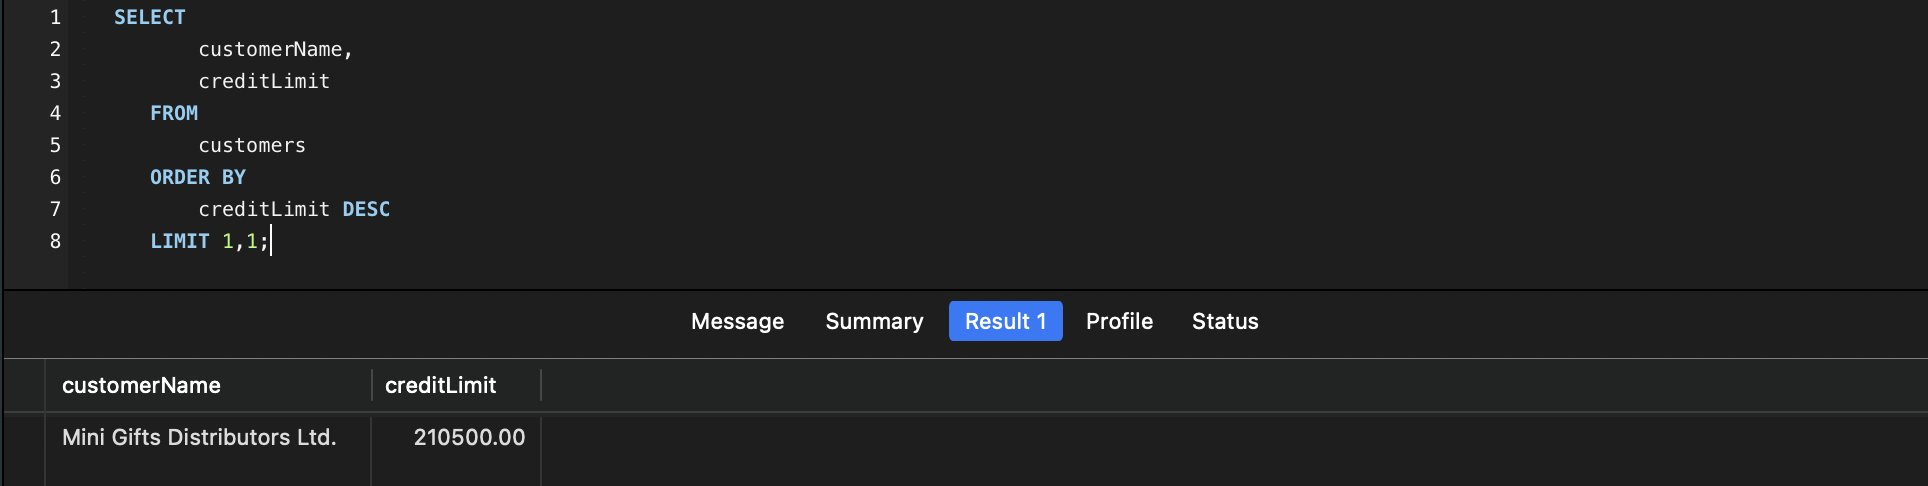 1 SELECT
2 customerName,
3 creditLimit
4 FROM
5 customers
6 ORDER BY
7 creditLimit DESC
8 LIMIT 1,1;
Message Summary Result 1 Profile Status
customerName creditLimit
Mini Gifts Distributors Ltd. 210500.00